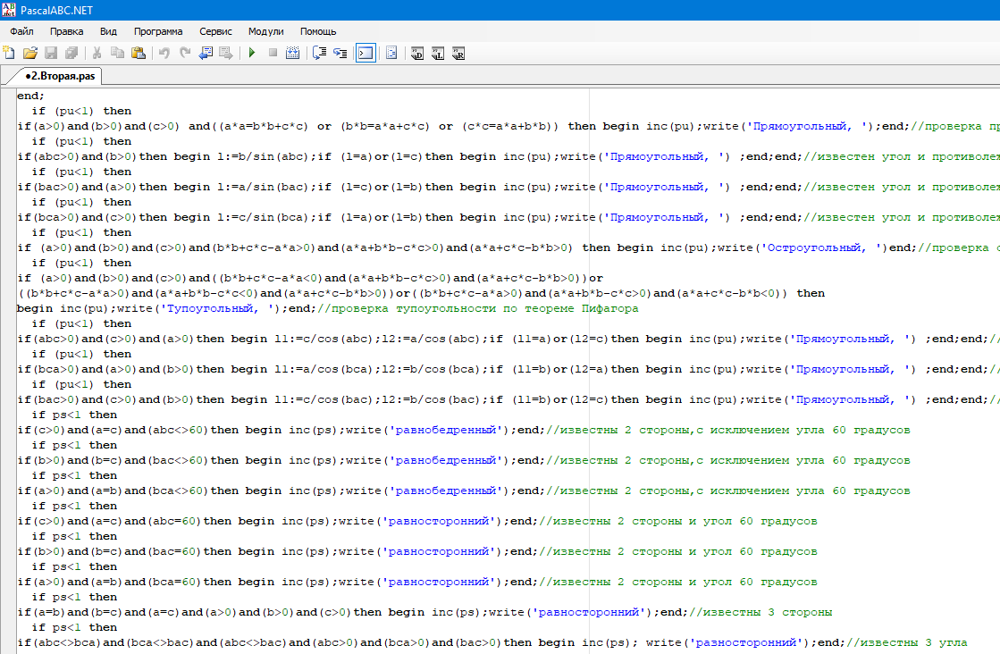 PascalABC.NET
Файл Правка Вид Программа Сервис Модули Помощь
•2.Вторая.pas
end;
if (pu<1) then
if(a>0)and(b>0)and(c>0) and((a*a=b*b+c*c) or (b*b=a*a+c*c) or (c*c=a*a+b*b)) then begin inc(pu);write('Прямоугольный, ');end;//проверка пр
if (pu<1) then
if(abc>0)and(b>0)then begin l:=b/sin(abc);if (l=a)or(l=c)then begin inc(pu);write('Прямоугольный, ') ;end;end;//известен угол и противолеж
if (pu<1) then
if(bac>0)and(a>0)then begin l:=a/sin(bac);if (l=c)or(l=b)then begin inc(pu);write('Прямоугольный, ') ;end;end;//известен угол и противолеж
if (pu<1) then
if(bca>0)and(c>0)then begin l:=c/sin(bca);if (l=a)or(l=b)then begin inc(pu);write('Прямоугольный, ') ;end;end;//известен угол и противолеж
if (pu<1) then
if (a>0)and(b>0)and(c>0)and(b*b+c*c-a*a>0)and(a*a+b*b-c*c>0)and(a*a+c*c-b*b>0) then begin inc(pu);write('Остроугольный, ')end;//проверка о
if (pu<1) then
if (a>0)and(b>0)and(c>0)and((b*b+c*c-a*a<0)and(a*a+b*b-c*c>0)and(a*a+c*c-b*b>0))or
((b*b+c*c-a*a>0)and(a*a+b*b-c*c<0)and(a*a+c*c-b*b>0))or((b*b+c*c-a*a>0)and(a*a+b*b-c*c>0)and(a*a+c*c-b*b<0)) then
begin inc(pu);write('Тупоугольный, ');end;//проверка тупоугольности по теореме Пифагора
if (pu<1) then
if(abc>0)and(c>0)and(a>0)then begin l1:=c/cos(abc);l2:=a/cos(abc);if (l1=a)or(l2=c)then begin inc(pu);write('Прямоугольный, ') ;end;end;//
if (pu<1) then
if(bca>0)and(a>0)and(b>0)then begin l1:=a/cos(bca);l2:=b/cos(bca);if (l1=b)or(l2=a)then begin inc(pu);write('Прямоугольный, ') ;end;end;//
if (pu<1) then
if(bac>0)and(c>0)and(b>0)then begin l1:=c/cos(bac);l2:=b/cos(bac);if (l1=b)or(l2=c)then begin inc(pu);write('Прямоугольный, ') ;end;end;//
if ps<1 then
if(c>0)and(a=c)and(abc<>60)then begin inc(ps);write('равнобедренный');end;//известны 2 стороны,с исключением угла 60 градусов
if ps<1 then
if(b>0)and(b=c)and(bac<>60)then begin inc(ps);write('равнобедренный');end;//известны 2 стороны,с исключением угла 60 градусов
if ps<1 then
if(a>0)and(a=b)and(bca<>60)then begin inc(ps);write('равнобедренный');end;//известны 2 стороны,с исключением угла 60 градусов
if ps<1 then
if(c>0)and(a=c)and(abc=60)then begin inc(ps);write('равносторонний');end;//известны 2 стороны и угол 60 градусов
if ps<1 then
if(b>0)and(b=c)and(bac=60)then begin inc(ps);write('равносторонний');end;//известны 2 стороны и угол 60 градусов
if ps<1 then
if(a>0)and(a=b)and(bca=60)then begin inc(ps);write('равносторонний');end;//известны 2 стороны и угол 60 градусов
if ps<1 then
if(a=b)and(b=c)and(a=c)and(a>0)and(b>0)and(c>0)then begin inc(ps);write('равносторонний');end;//известны 3 стороны
if ps<1 then
if(abc<>bca)and(bca<>bac)and(abc<>bac)and(abc>0)and(bca>0)and(bac>0)then begin inc(ps); write('разносторонний');end;//известны 3 угла